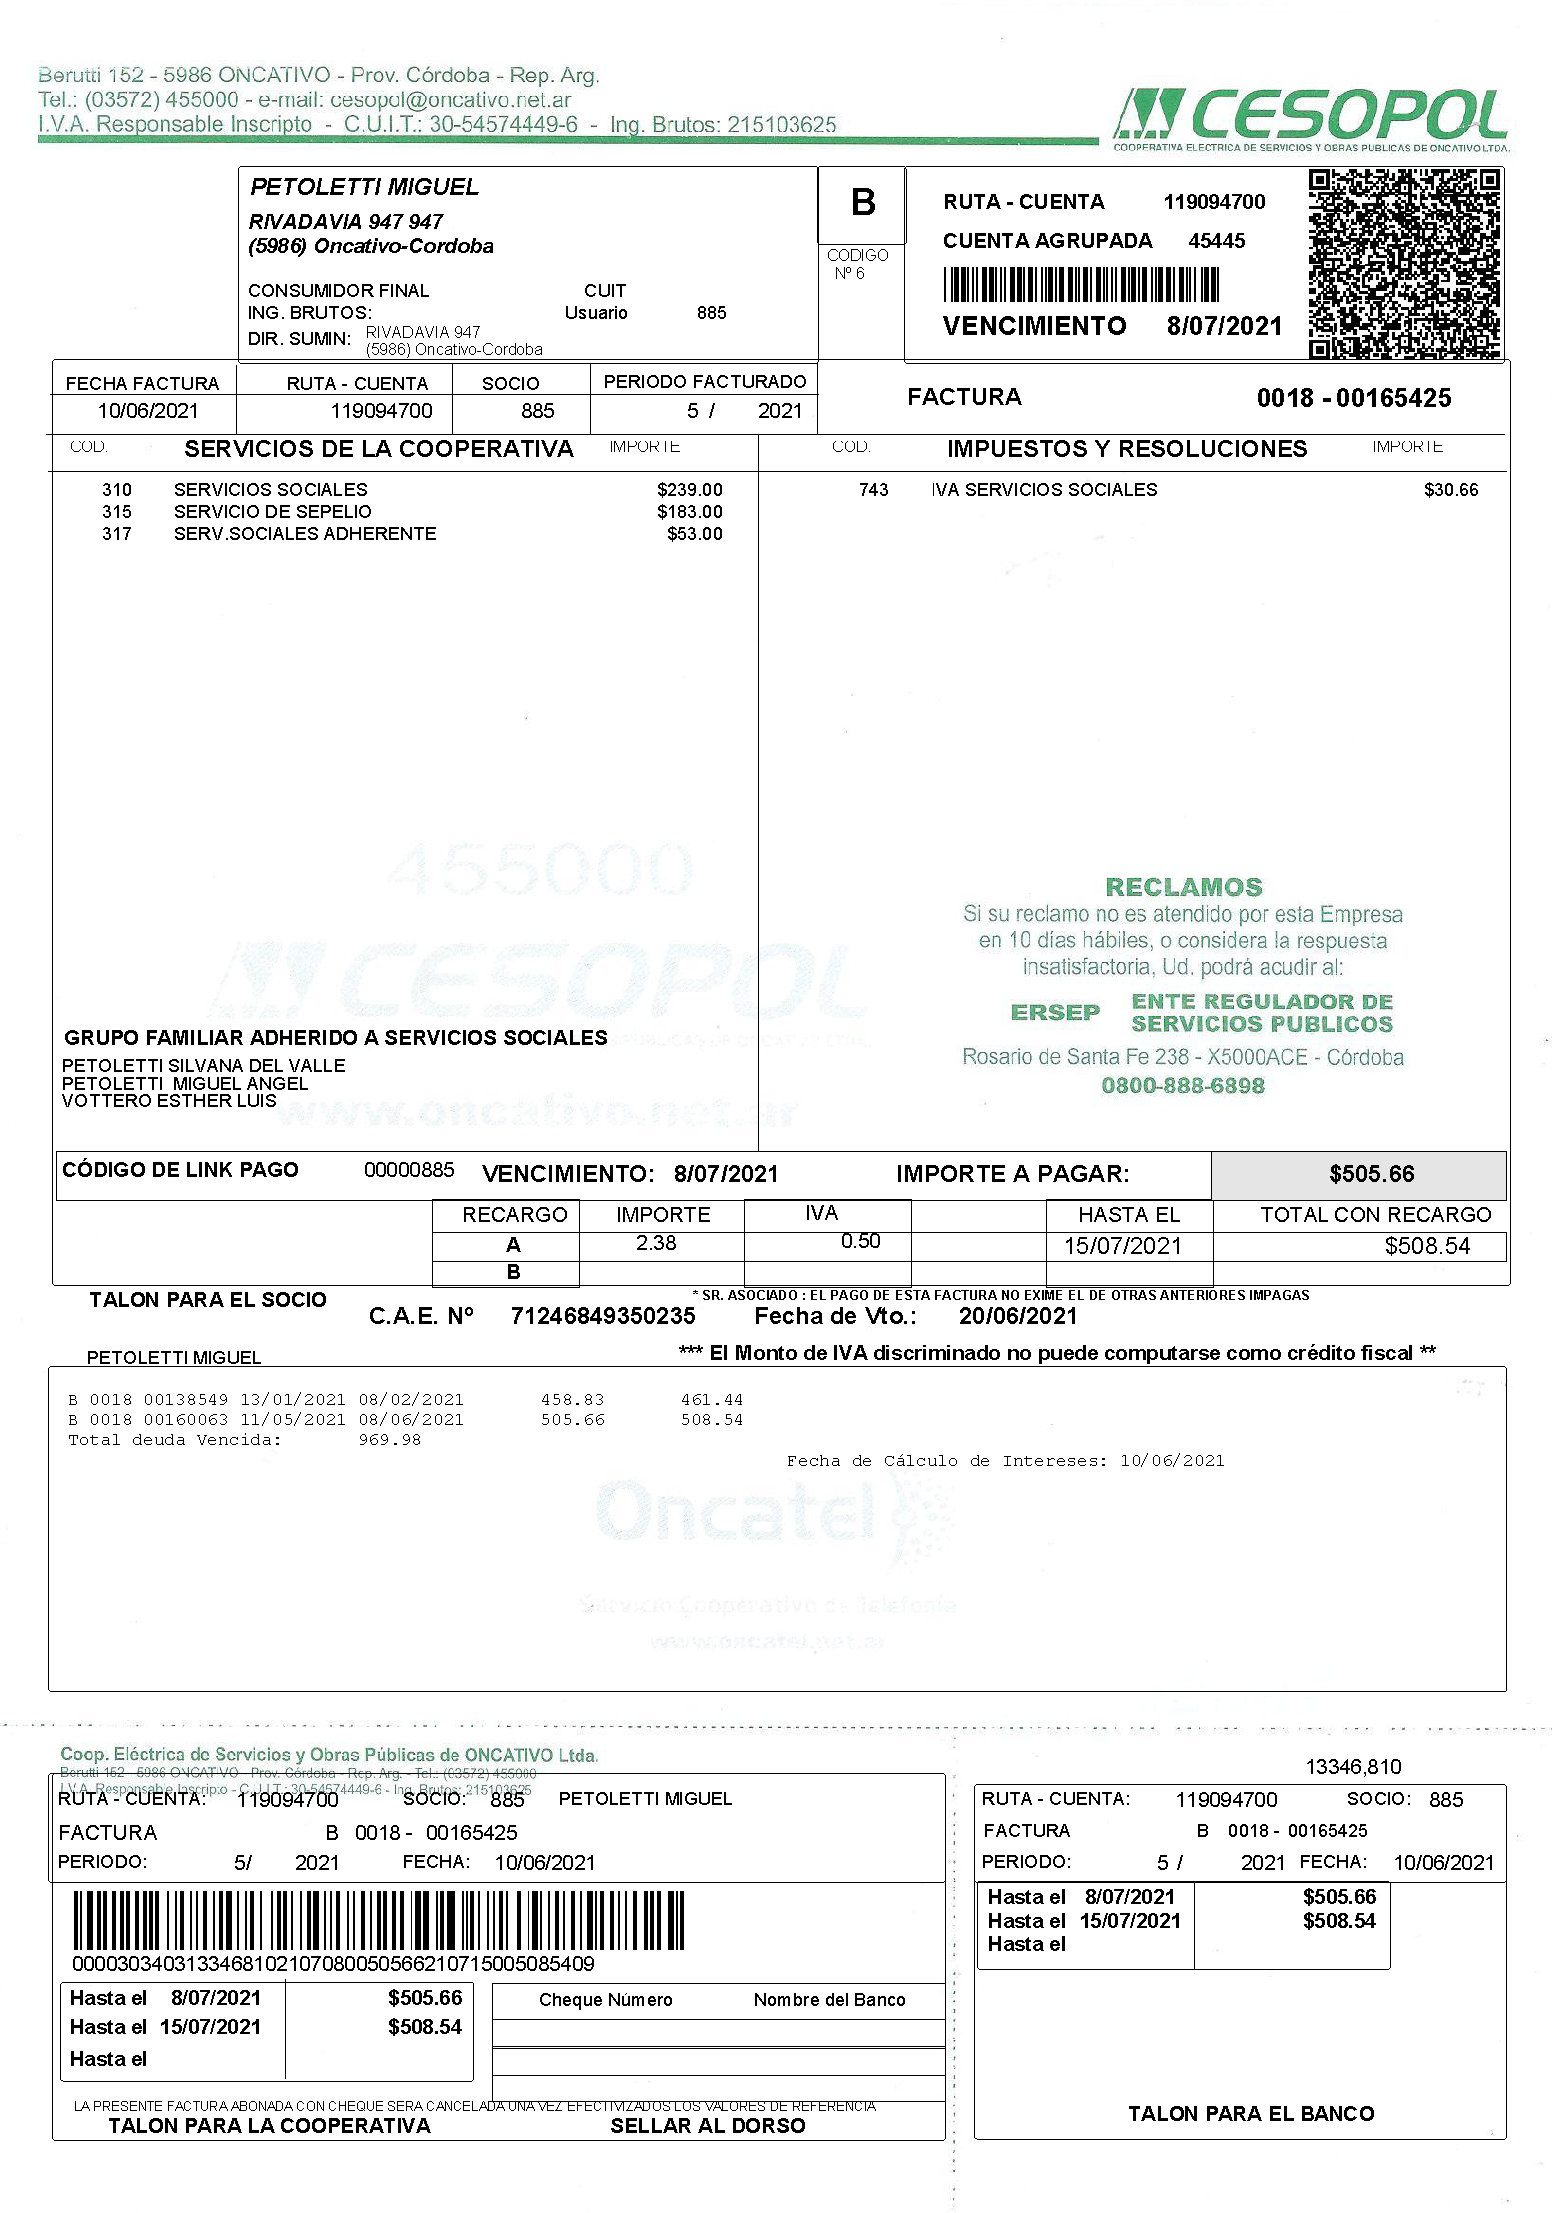 Berutti 152 - 5986 ONCATIVO - Prov. Córdoba - Rep. Arg.
Tel.: (03572) 455000 - e-mail: cesopol@oncativo.net.ar
I.V.A. Responsable Inscripto - C.U.I.T.: 30-54574449-6 - Ing. Brutos: 215103625
CESOPOL
COOPERATIVA ELECTRICA DE SERVICIOS Y OBRAS PUBLICAS DE ONCATIVO LTDA.
PETOLETTI MIGUEL
RIVADAVIA 947 947
(5986) Oncativo-Cordoba
CONSUMIDOR FINAL CUIT
ING. BRUTOS: Usuario 885
DIR. SUMIN: RIVADAVIA 947
(5986) Oncativo-Cordoba
B
CODIGO
Nº 6
RUTA - CUENTA 119094700
CUENTA AGRUPADA 45445
VENCIMIENTO 8/07/2021
FECHA FACTURA RUTA - CUENTA SOCIO PERIODO FACTURADO
10/06/2021 119094700 885 5 / 2021
FACTURA 0018 - 00165425
COD. SERVICIOS DE LA COOPERATIVA IMPORTE
310 SERVICIOS SOCIALES $239.00
315 SERVICIO DE SEPELIO $183.00
317 SERV.SOCIALES ADHERENTE $53.00
COD. IMPUESTOS Y RESOLUCIONES IMPORTE
743 IVA SERVICIOS SOCIALES $30.66
455000
CESOPOL
RECLAMOS
Si su reclamo no es atendido por esta Empresa
en 10 días hábiles, o considera la respuesta
insatisfactoria, Ud. podrá acudir al:
ERSEP ENTE REGULADOR DE
SERVICIOS PUBLICOS
Rosario de Santa Fe 238 - X5000ACE - Córdoba
0800-888-6898
GRUPO FAMILIAR ADHERIDO A SERVICIOS SOCIALES
PETOLETTI SILVANA DEL VALLE
PETOLETTI MIGUEL ANGEL
VOTTERO ESTHER LUIS
www.oncativo.net.ar
CÓDIGO DE LINK PAGO 00000885 VENCIMIENTO: 8/07/2021 IMPORTE A PAGAR: $505.66
RECARGO IMPORTE IVA HASTA EL TOTAL CON RECARGO
A 2.38 0.50 15/07/2021 $508.54
B
* SR. ASOCIADO : EL PAGO DE ESTA FACTURA NO EXIME EL DE OTRAS ANTERIORES IMPAGAS
TALON PARA EL SOCIO
C.A.E. Nº 71246849350235 Fecha de Vto.: 20/06/2021
PETOLETTI MIGUEL
*** El Monto de IVA discriminado no puede computarse como crédito fiscal **
B 0018 00138549 13/01/2021 08/02/2021 458.83 461.44
B 0018 00160063 11/05/2021 08/06/2021 505.66 508.54
Total deuda Vencida: 969.98
Fecha de Cálculo de Intereses: 10/06/2021
Oncatel
Servicio Cooperativo de Telefonía
www.oncatel.net.ar
Coop. Eléctrica de Servicios y Obras Públicas de ONCATIVO Ltda.
Berutti 152 - 5986 ONCATIVO - Prov. Córdoba - Rep. Arg. - Tel.: (03572) 455000
I.V.A. Responsable Inscripto - C.U.I.T.: 30-54574449-6 - Ing. Brutos: 215103625
RUTA - CUENTA: 119094700 SOCIO: 885 PETOLETTI MIGUEL
FACTURA B 0018 - 00165425
PERIODO: 5/ 2021 FECHA: 10/06/2021
000030340313346810210708005056621071500508​5409
Hasta el 8/07/2021 $505.66
Hasta el 15/07/2021 $508.54
Hasta el
Cheque Número Nombre del Banco
LA PRESENTE FACTURA ABONADA CON CHEQUE SERA CANCELADA UNA VEZ EFECTIVIZADOS LOS VALORES DE REFERENCIA
TALON PARA LA COOPERATIVA SELLAR AL DORSO
13346,810
RUTA - CUENTA: 119094700 SOCIO: 885
FACTURA B 0018 - 00165425
PERIODO: 5 / 2021 FECHA: 10/06/2021
Hasta el 8/07/2021 $505.66
Hasta el 15/07/2021 $508.54
Hasta el
TALON PARA EL BANCO